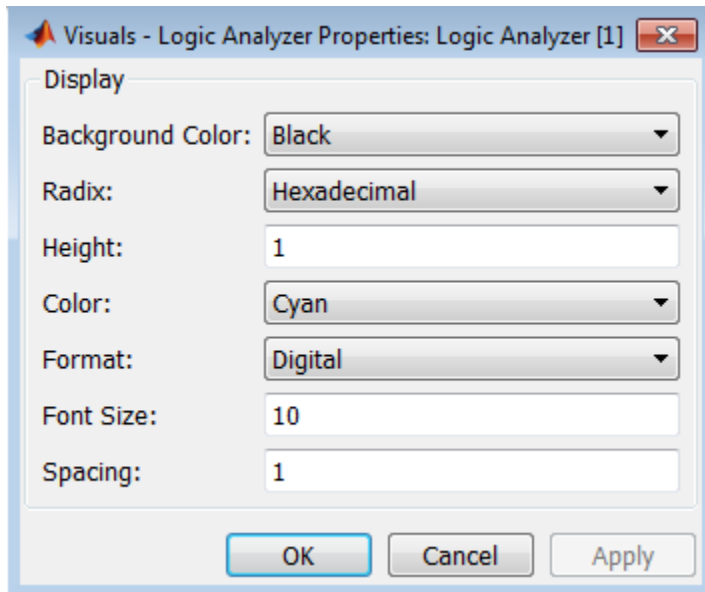 Visuals - Logic Analyzer Properties: Logic Analyzer [1]
Display
Background Color: Black
Radix: Hexadecimal
Height: 1
Color: Cyan
Format: Digital
Font Size: 10
Spacing: 1
OK Cancel Apply